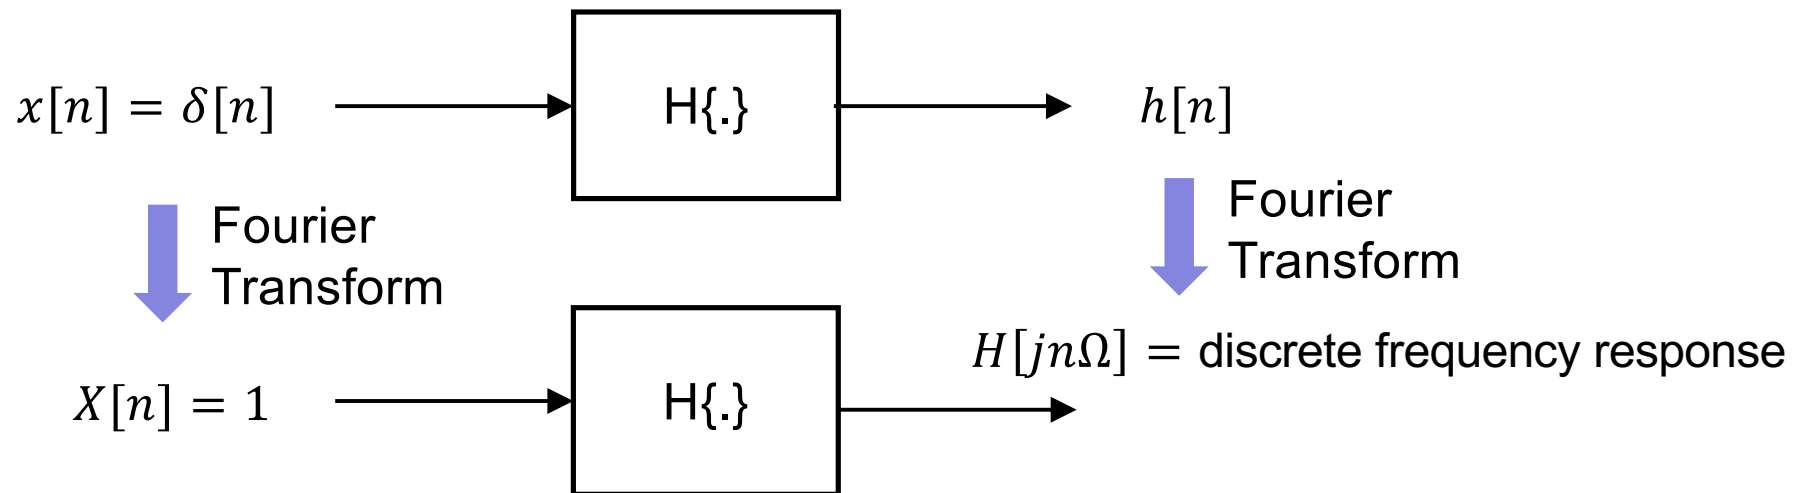 x[n] = δ[n]
H{.}
h[n]
Fourier
Transform
Fourier
Transform
X[n] = 1
H{.}
H[jnΩ] = discrete frequency response